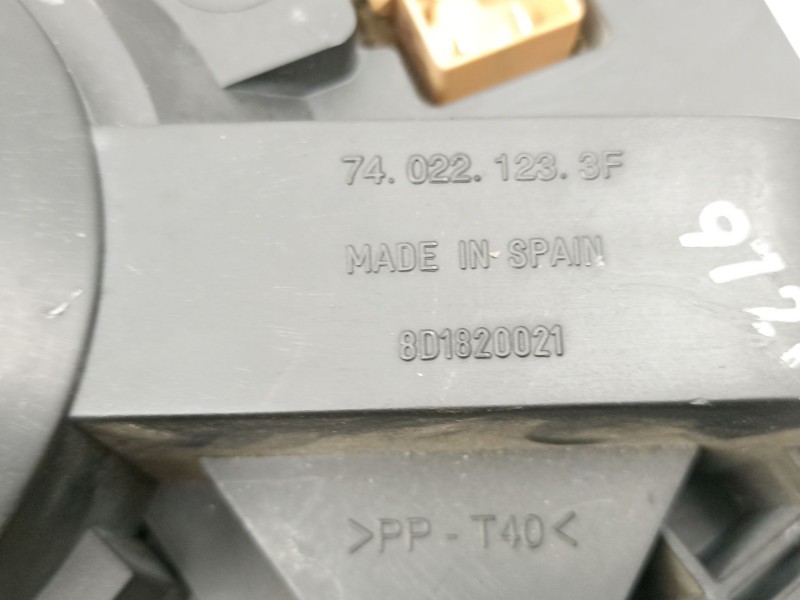 74.022.123.3F
MADE IN SPAIN
8D1820021
>PP-T40<